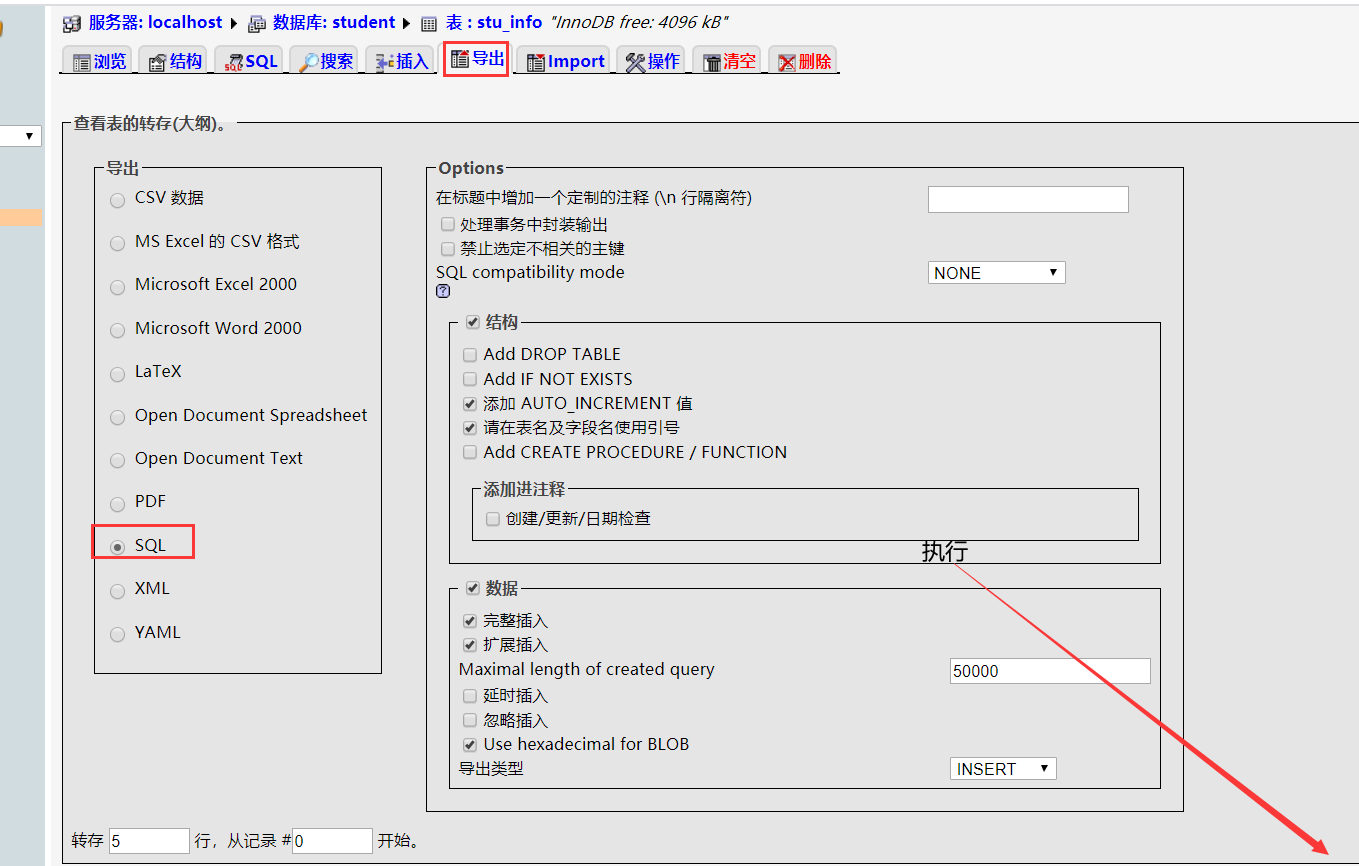 服务器: localhost ▸ 数据库: student ▸ 表 : stu_info "InnoDB free: 4096 kB"
浏览 结构 SQL 搜索 插入 导出 Import 操作 清空 删除
查看表的转存(大纲)。
导出
CSV 数据
MS Excel 的 CSV 格式
Microsoft Excel 2000
Microsoft Word 2000
LaTeX
Open Document Spreadsheet
Open Document Text
PDF
SQL
XML
YAML
Options
在标题中增加一个定制的注释 (\n 行隔离符)
处理事务中封装输出
禁止选定不相关的主键
SQL compatibility mode NONE
?
结构
Add DROP TABLE
Add IF NOT EXISTS
添加 AUTO_INCREMENT 值
请在表名及字段名使用引号
Add CREATE PROCEDURE / FUNCTION
添加进注释
创建/更新/日期检查
执行
数据
完整插入
扩展插入
Maximal length of created query 50000
延时插入
忽略插入
Use hexadecimal for BLOB
导出类型 INSERT
转存 5 行，从记录 # 0 开始。